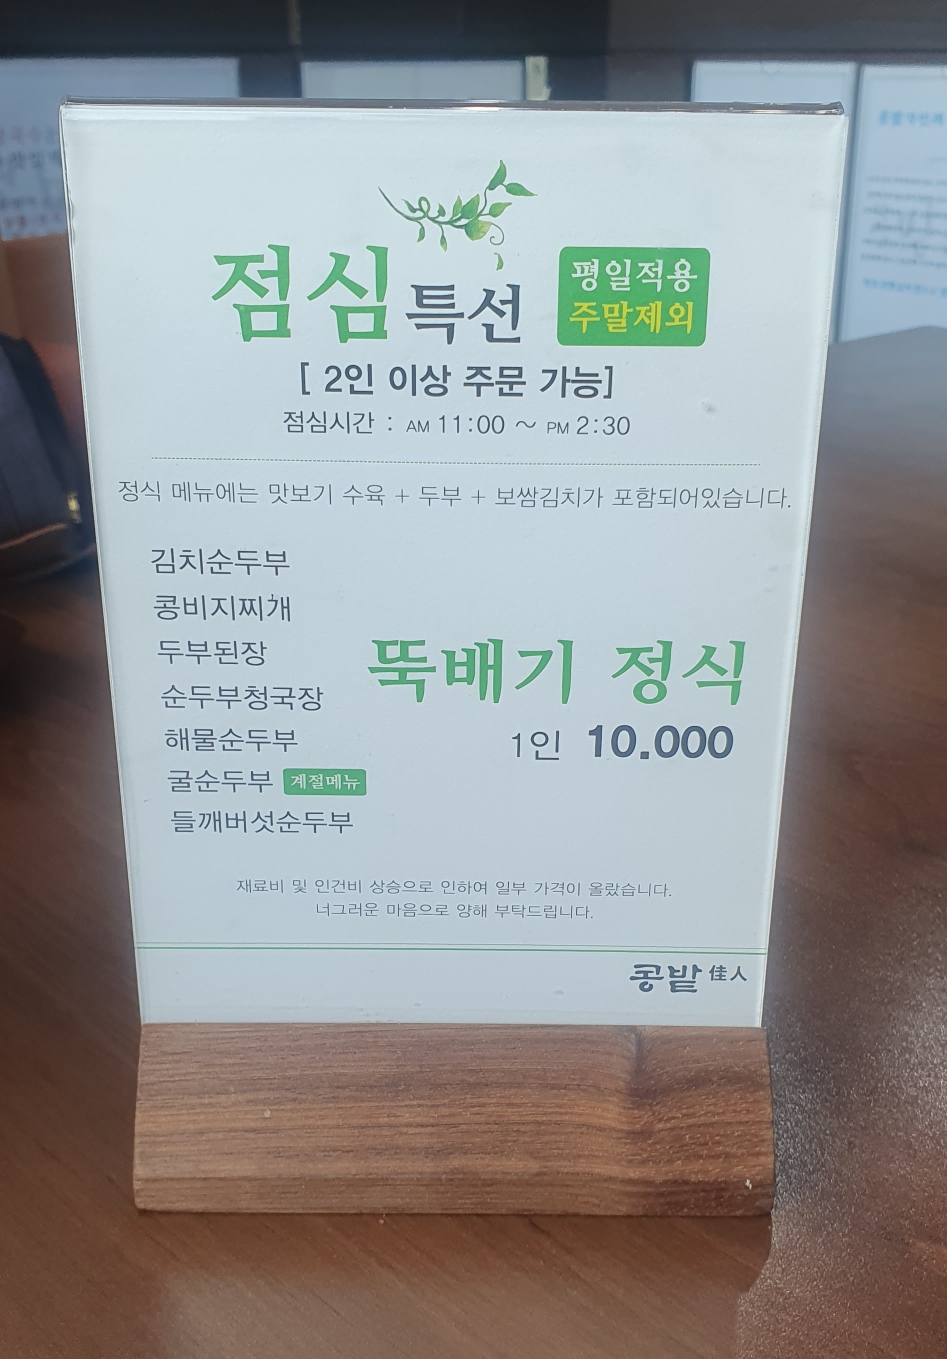 점심특선
평일적용
주말제외
[ 2인 이상 주문 가능]
점심시간 : AM 11:00 ~ PM 2:30
정식 메뉴에는 맛보기 수육 + 두부 + 보쌈김치가 포함되어있습니다.
김치순두부
콩비지찌개
두부된장
순두부청국장
해물순두부
굴순두부 계절메뉴
들깨버섯순두부
뚝배기 정식
1인 10.000
재료비 및 인건비 상승으로 인하여 일부 가격이 올랐습니다.
너그러운 마음으로 양해 부탁드립니다.
콩밭 佳人